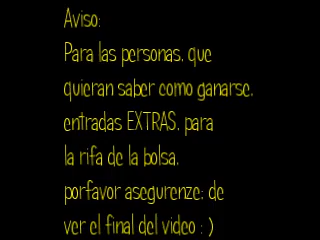 Aviso:
Para las personas, que
quieran saber como ganarse,
entradas EXTRAS, para
la rifa de la bolsa,
porfavor asegurenze; de
ver el final del video : )